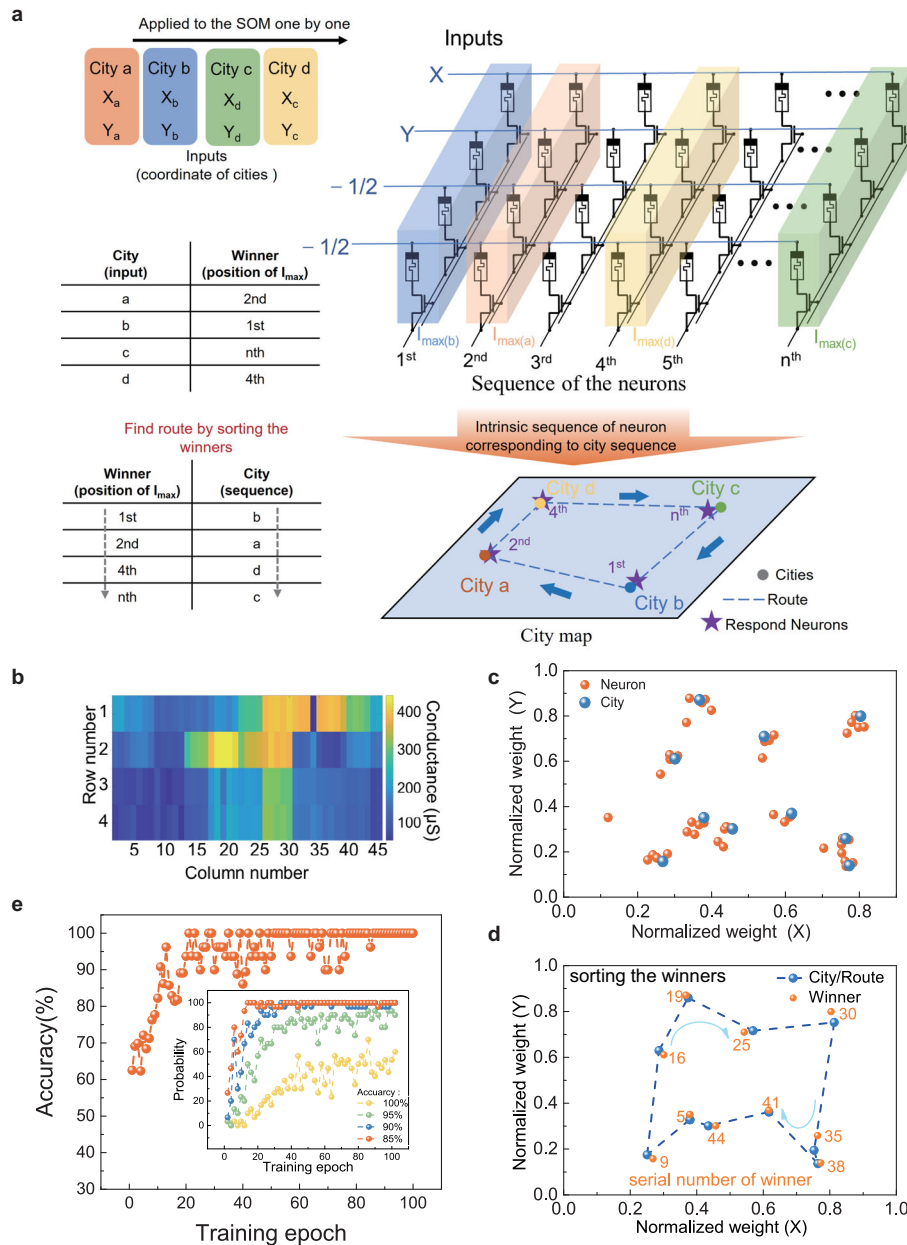 a
Applied to the SOM one by one
City a City b City c City d
Xa Xb Xd Xc
Ya Yb Yd Yc
Inputs
(coordinate of cities )
Inputs
X
Y
− 1/2
− 1/2
Imax(b) Imax(a) Imax(d) Imax(c)
1st 2nd 3rd 4th 5th nth
Sequence of the neurons
City (input) Winner (position of Imax)
a 2nd
b 1st
c nth
d 4th
Intrinsic sequence of neuron
corresponding to city sequence
Find route by sorting the
winners
Winner (position of Imax) City (sequence)
1st b
2nd a
4th d
nth c
City d City c
4th nth
2nd
1st
City a
City b
Cities
Route
Respond Neurons
City map
b
Row number
1
2
3
4
5 10 15 20 25 30 35 40 45
Column number
400
300
200
100
Conductance (µS)
c
Neuron
City
Normalized weight (Y)
1.0
0.8
0.6
0.4
0.2
0.0
0.0 0.2 0.4 0.6 0.8
Normalized weight (X)
e
Accuracy(%)
100
90
80
70
60
50
40
30
0 20 40 60 80 100
Training epoch
Probability
100
80
60
40
20
0
0 20 40 60 80 100
Training epoch
Accuarcy :
100%
95%
90%
85%
d
sorting the winners
City/Route
Winner
Normalized weight (Y)
1.0
0.8
0.6
0.4
0.2
0.0
19
30
25
16
41
5
44
35
9
38
serial number of winner
0.0 0.2 0.4 0.6 0.8 1.0
Normalized weight (X)